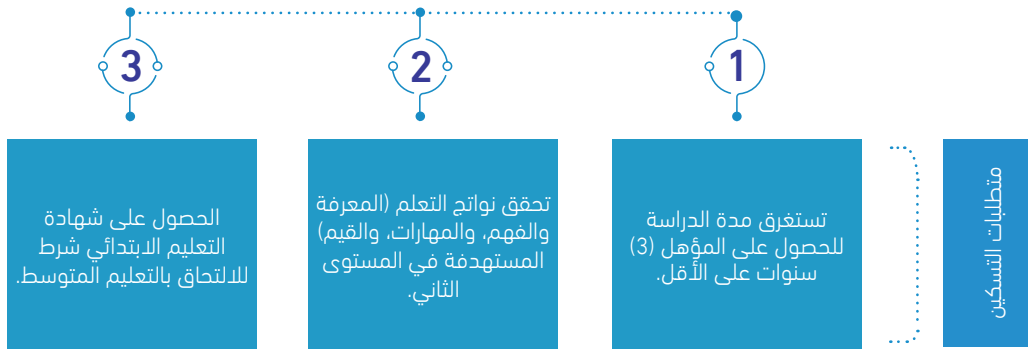 متطلبات التسكين
1
تستغرق مدة الدراسة
للحصول على المؤهل (3)
سنوات على الأقل.
2
تحقق نواتج التعلم (المعرفة
والفهم، والمهارات، والقيم)
المستهدفة في المستوى
الثاني.
3
الحصول على شهادة
التعليم الابتدائي شرط
للالتحاق بالتعليم المتوسط.